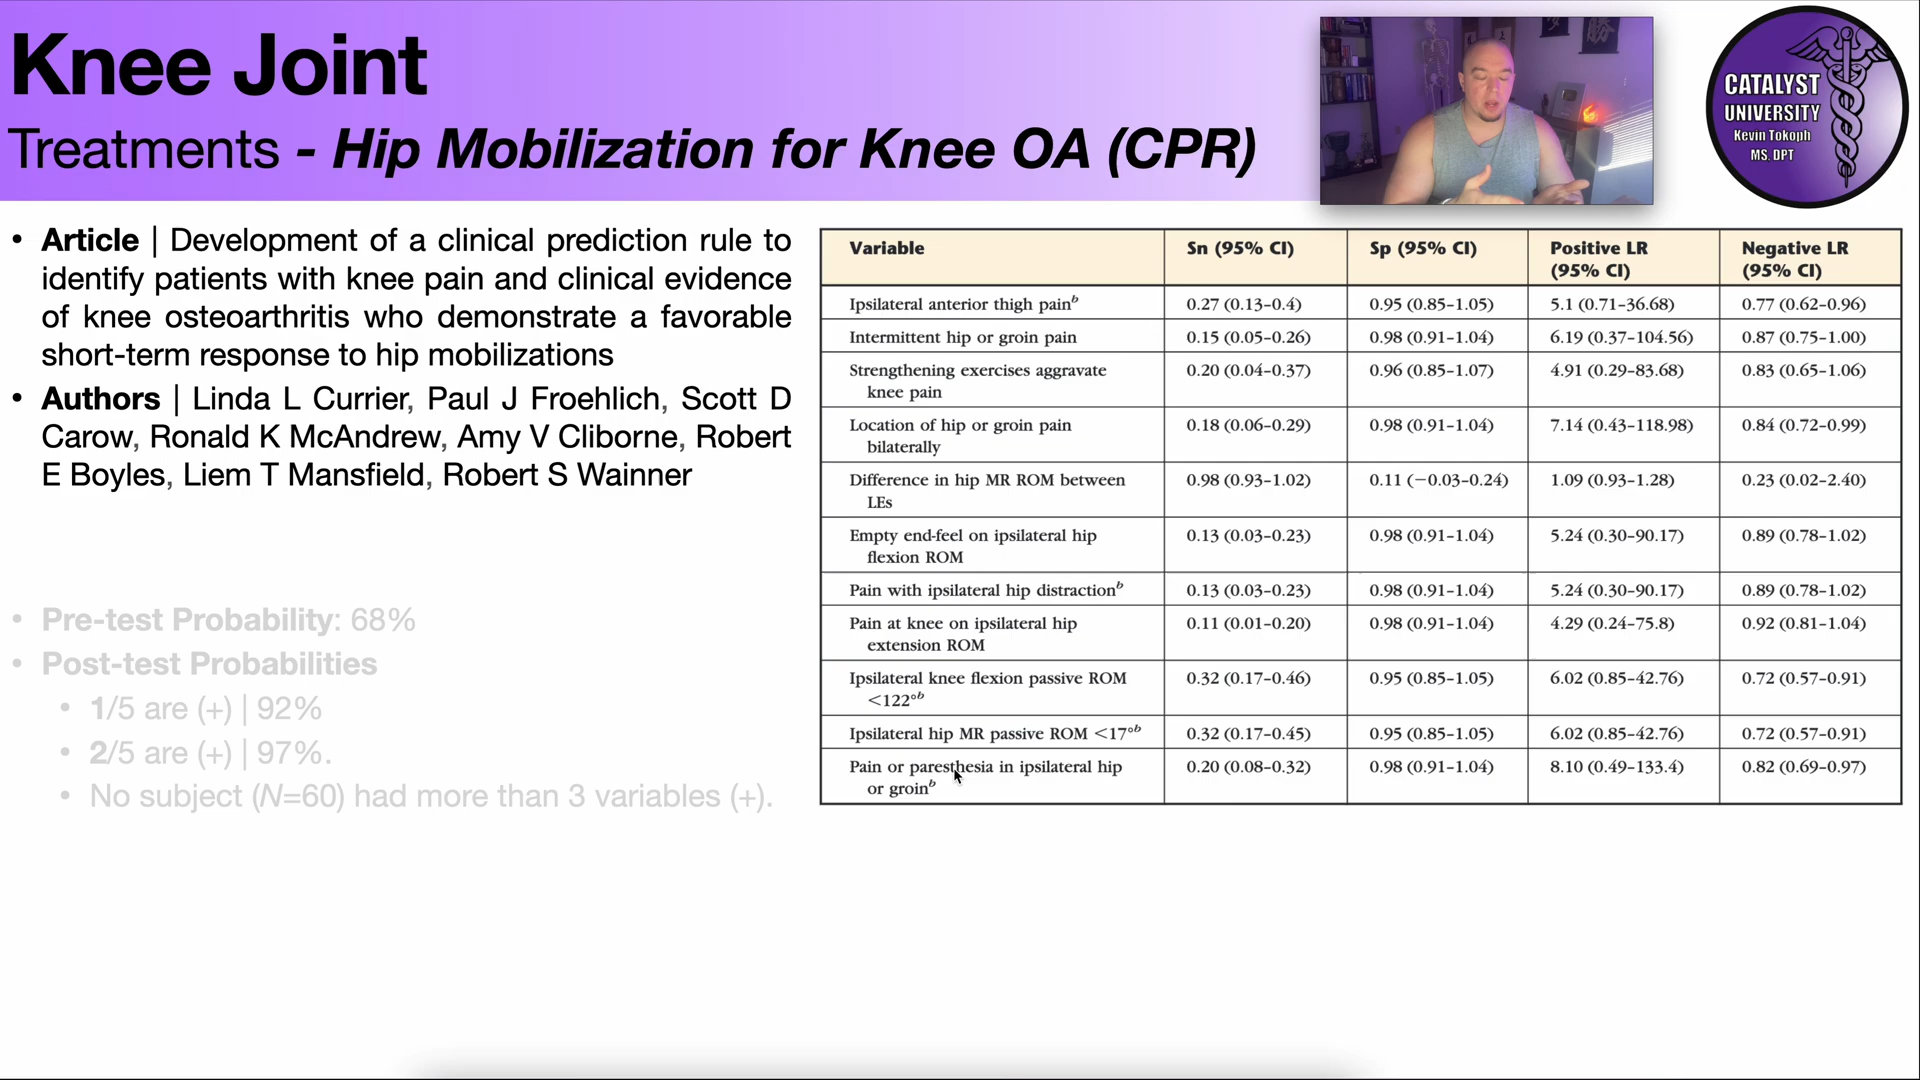 Knee Joint
Treatments - Hip Mobilization for Knee OA (CPR)
CATALYST
UNIVERSITY
Kevin Tokoph
MS, DPT
• Article | Development of a clinical prediction rule to
identify patients with knee pain and clinical evidence
of knee osteoarthritis who demonstrate a favorable
short-term response to hip mobilizations
• Authors | Linda L Currier, Paul J Froehlich, Scott D
Carow, Ronald K McAndrew, Amy V Cliborne, Robert
E Boyles, Liem T Mansfield, Robert S Wainner
• Pre-test Probability: 68%
• Post-test Probabilities
• 1/5 are (+) | 92%
• 2/5 are (+) | 97%.
• No subject (N=60) had more than 3 variables (+).
Variable Sn (95% CI) Sp (95% CI) Positive LR (95% CI) Negative LR (95% CI)
Ipsilateral anterior thigh painᵇ 0.27 (0.13–0.4) 0.95 (0.85–1.05) 5.1 (0.71–36.68) 0.77 (0.62–0.96)
Intermittent hip or groin pain 0.15 (0.05–0.26) 0.98 (0.91–1.04) 6.19 (0.37–104.56) 0.87 (0.75–1.00)
Strengthening exercises aggravate knee pain 0.20 (0.04–0.37) 0.96 (0.85–1.07) 4.91 (0.29–83.68) 0.83 (0.65–1.06)
Location of hip or groin pain bilaterally 0.18 (0.06–0.29) 0.98 (0.91–1.04) 7.14 (0.43–118.98) 0.84 (0.72–0.99)
Difference in hip MR ROM between LEs 0.98 (0.93–1.02) 0.11 (−0.03–0.24) 1.09 (0.93–1.28) 0.23 (0.02–2.40)
Empty end-feel on ipsilateral hip flexion ROM 0.13 (0.03–0.23) 0.98 (0.91–1.04) 5.24 (0.30–90.17) 0.89 (0.78–1.02)
Pain with ipsilateral hip distractionᵇ 0.13 (0.03–0.23) 0.98 (0.91–1.04) 5.24 (0.30–90.17) 0.89 (0.78–1.02)
Pain at knee on ipsilateral hip extension ROM 0.11 (0.01–0.20) 0.98 (0.91–1.04) 4.29 (0.24–75.8) 0.92 (0.81–1.04)
Ipsilateral knee flexion passive ROM <122°ᵇ 0.32 (0.17–0.46) 0.95 (0.85–1.05) 6.02 (0.85–42.76) 0.72 (0.57–0.91)
Ipsilateral hip MR passive ROM <17°ᵇ 0.32 (0.17–0.45) 0.95 (0.85–1.05) 6.02 (0.85–42.76) 0.72 (0.57–0.91)
Pain or paresthesia in ipsilateral hip or groinᵇ 0.20 (0.08–0.32) 0.98 (0.91–1.04) 8.10 (0.49–133.4) 0.82 (0.69–0.97)